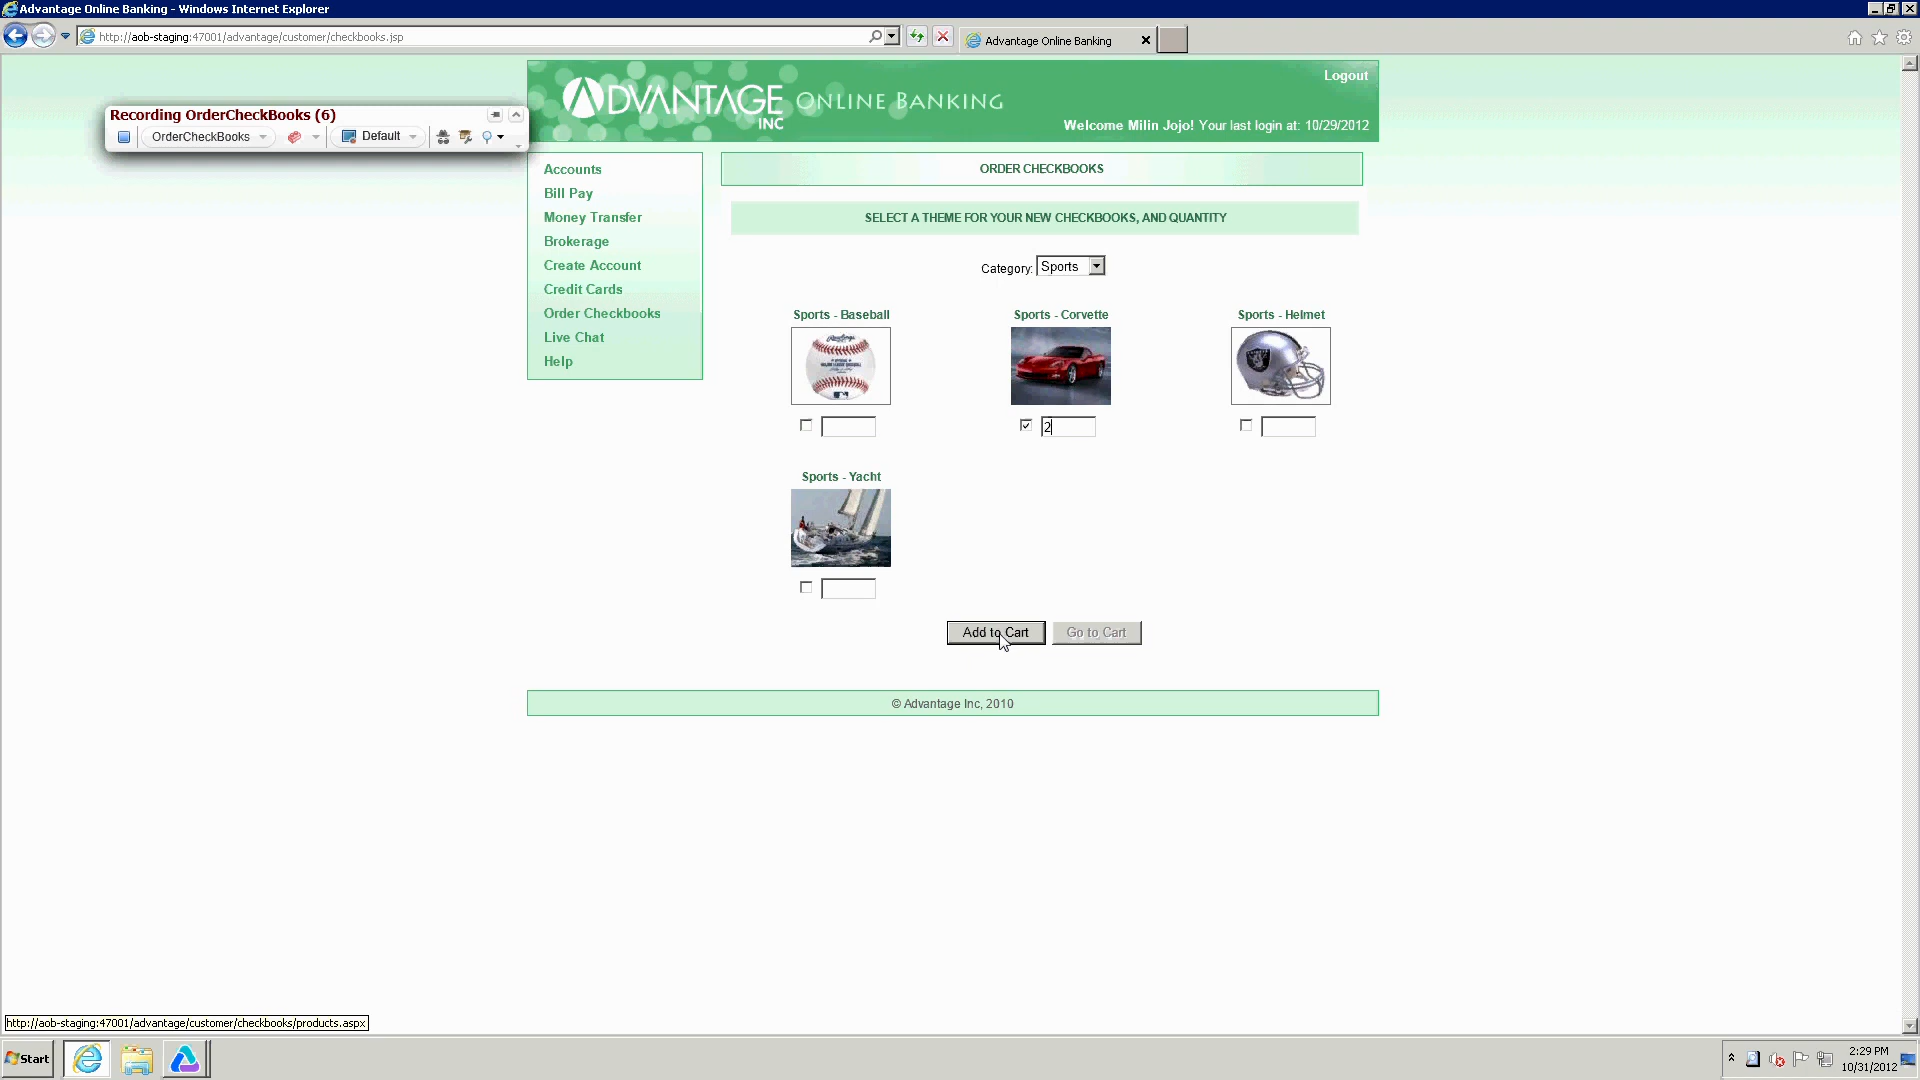 Advantage Online Banking - Windows Internet Explorer
http://aob-staging:47001/advantage/customer/checkbooks.jsp
Advantage Online Banking
Recording OrderCheckBooks (6)
OrderCheckBooks
Default
ADVANTAGE INC ONLINE BANKING
Logout
Welcome Milin Jojo! Your last login at: 10/29/2012
Accounts
Bill Pay
Money Transfer
Brokerage
Create Account
Credit Cards
Order Checkbooks
Live Chat
Help
ORDER CHECKBOOKS
SELECT A THEME FOR YOUR NEW CHECKBOOKS, AND QUANTITY
Category: Sports
Sports - Baseball
Sports - Corvette
Sports - Helmet
Rawlings
2
Sports - Yacht
Add to Cart
Go to Cart
© Advantage Inc, 2010
http://aob-staging:47001/advantage/customer/checkbooks/products.aspx
Start
2:29 PM
10/31/2012